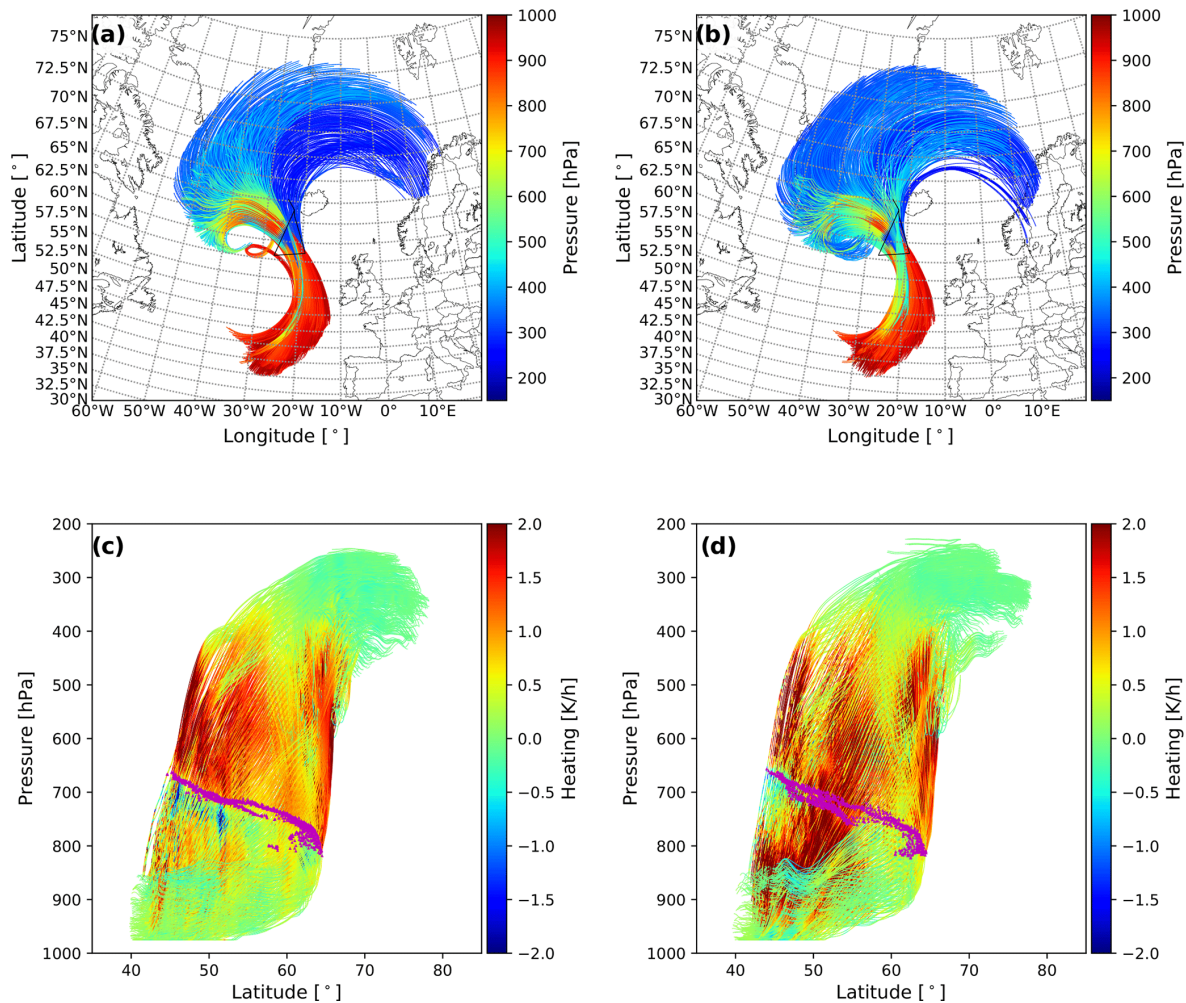 (a)
75°N
72.5°N
70°N
67.5°N
65°N
62.5°N
60°N
57.5°N
55°N
52.5°N
50°N
47.5°N
45°N
42.5°N
40°N
37.5°N
35°N
32.5°N
30°N
60°W 50°W 40°W 30°W 20°W 10°W 0° 10°E
Latitude [°]
Longitude [°]
1000
900
800
700
600
500
400
300
200
Pressure [hPa]
(b)
75°N
72.5°N
70°N
67.5°N
65°N
62.5°N
60°N
57.5°N
55°N
52.5°N
50°N
47.5°N
45°N
42.5°N
40°N
37.5°N
35°N
32.5°N
30°N
60°W 50°W 40°W 30°W 20°W 10°W 0° 10°E
Latitude [°]
Longitude [°]
1000
900
800
700
600
500
400
300
200
Pressure [hPa]
(c)
200
300
400
500
600
700
800
900
1000
40 50 60 70 80
Pressure [hPa]
Latitude [°]
2.0
1.5
1.0
0.5
0.0
−0.5
−1.0
−1.5
−2.0
Heating [K/h]
(d)
200
300
400
500
600
700
800
900
1000
40 50 60 70 80
Pressure [hPa]
Latitude [°]
2.0
1.5
1.0
0.5
0.0
−0.5
−1.0
−1.5
−2.0
Heating [K/h]